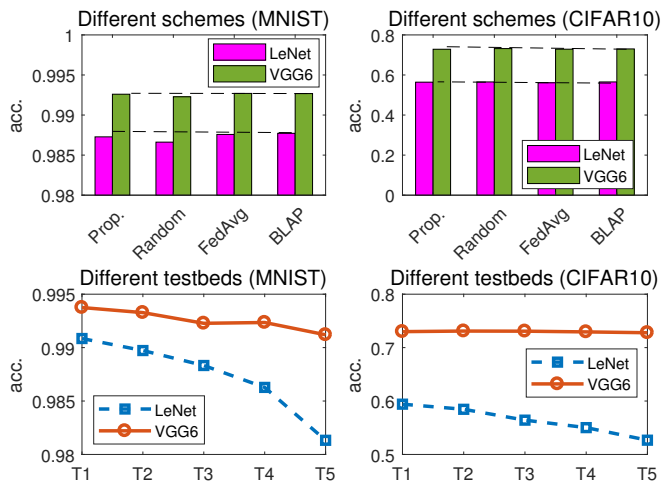 Different schemes (MNIST)
1
0.995
0.99
0.985
0.98
acc.
LeNet
VGG6
Prop.
Random
FedAvg
BLAP
Different schemes (CIFAR10)
0.8
0.6
0.4
0.2
0
acc.
LeNet
VGG6
Prop.
Random
FedAvg
BLAP
Different testbeds (MNIST)
0.995
0.99
0.985
0.98
acc.
LeNet
VGG6
T1 T2 T3 T4 T5
Different testbeds (CIFAR10)
0.8
0.7
0.6
0.5
acc.
LeNet
VGG6
T1 T2 T3 T4 T5